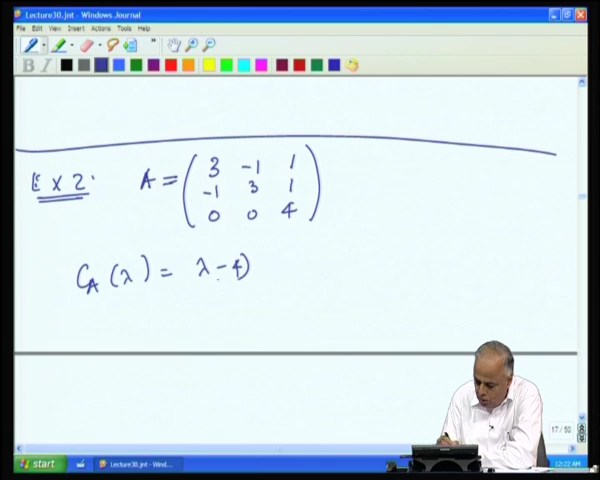 Lecture30.jnt - Windows Journal
File Edit View Insert Actions Tools Help
B I
Ex 2. A = ( 3 -1 1
-1 3 1
0 0 4 )
C_A (λ) = λ - 4)
17 / 50
start Lecture30.jnt - Wind... 12:22 AM